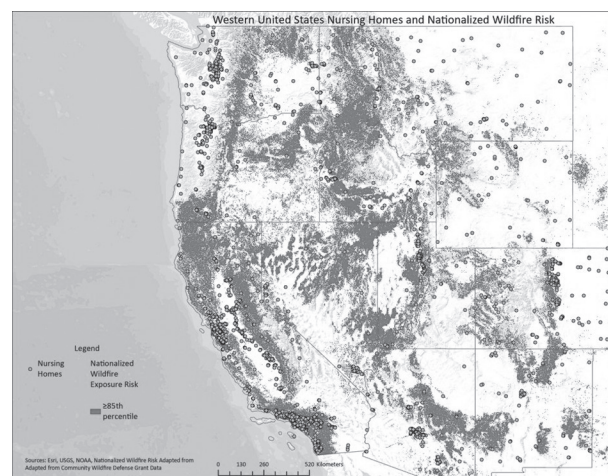 Western United States Nursing Homes and Nationalized Wildfire Risk
Legend
Nursing
Homes
Nationalized
Wildfire
Exposure Risk
≥85th
percentile
Sources: Esri, USGS, NOAA, Nationalized Wildfire Risk Adapted from
Adapted from Community Wildfire Defense Grant Data
0 130 260 520 Kilometers